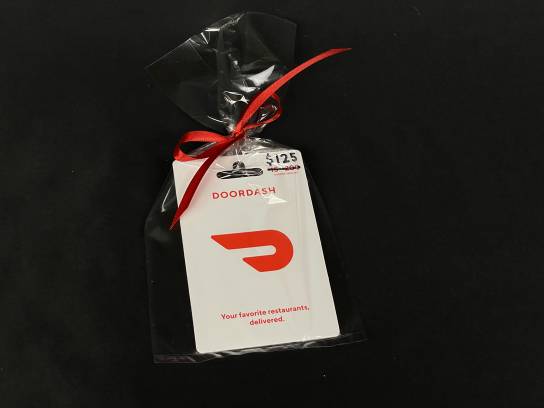 $125
DOORDASH
Your favorite restaurants,
delivered.